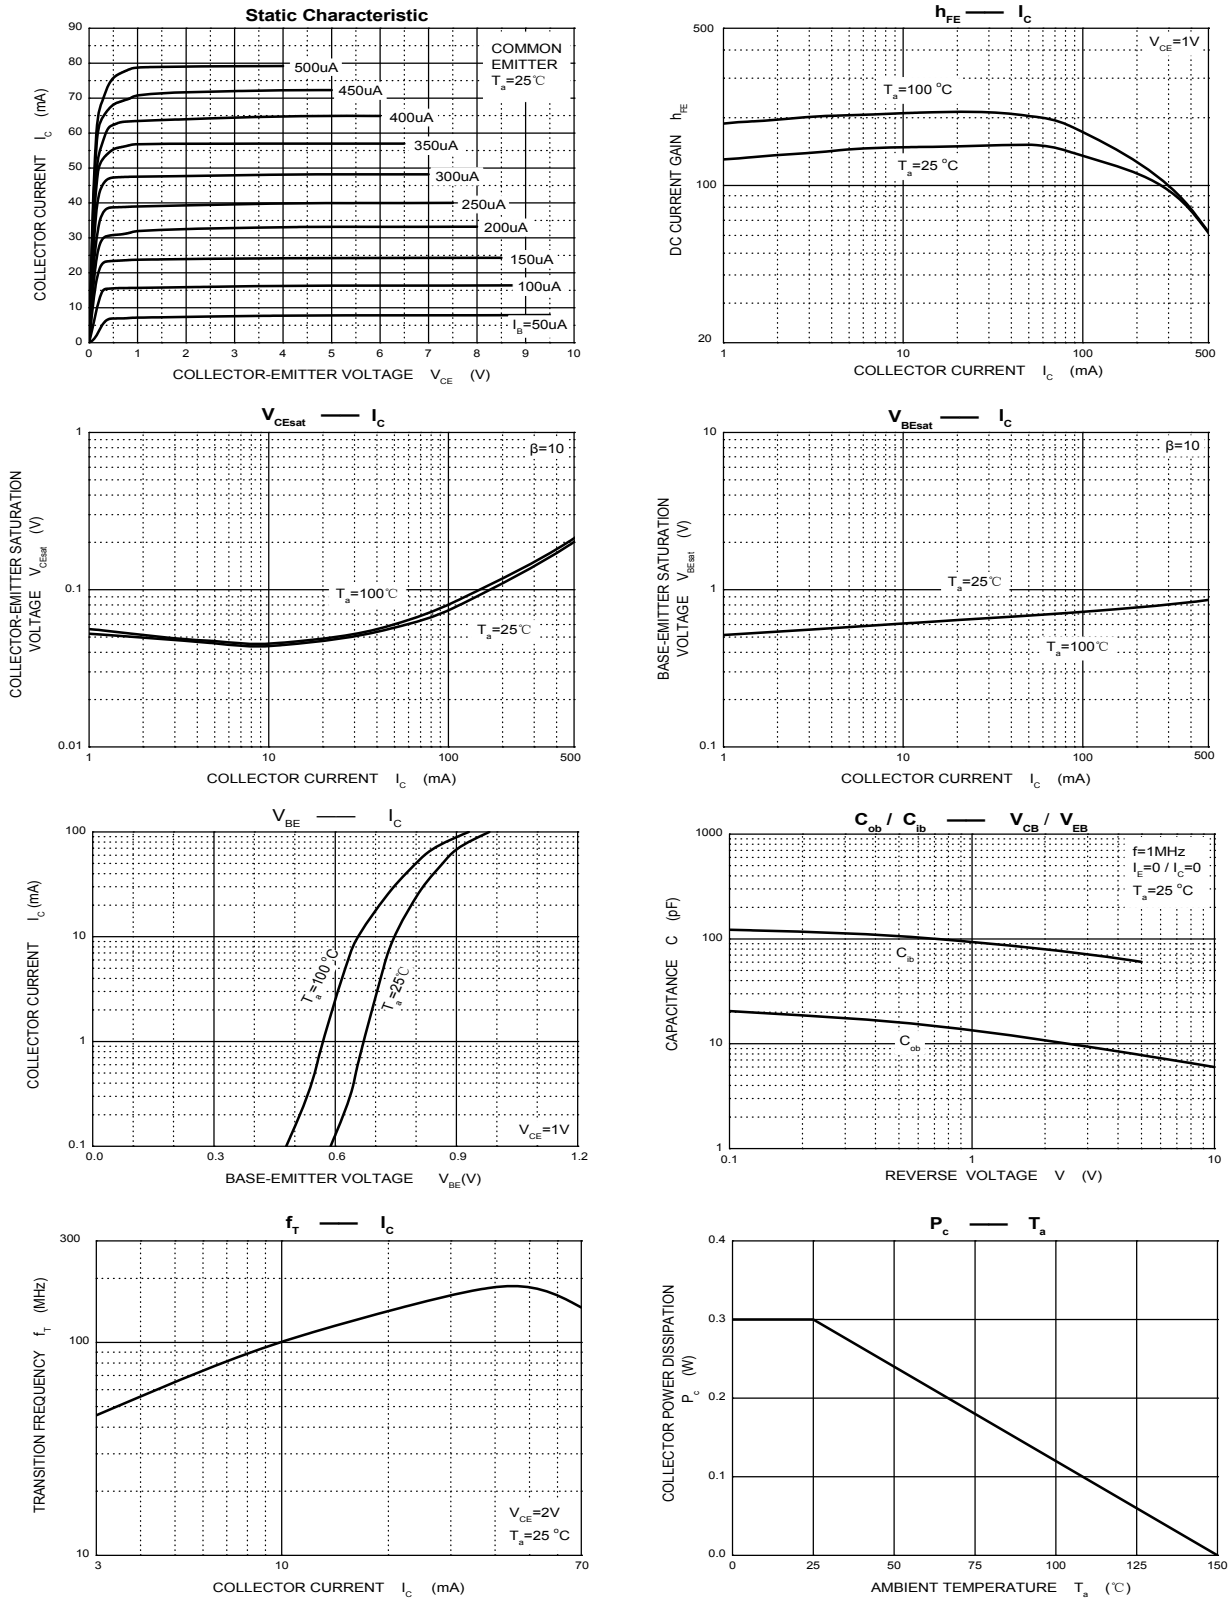 Static Characteristic
COLLECTOR CURRENT I_C (mA)
90
80
70
60
50
40
30
20
10
0
COMMON
EMITTER
T_a=25℃
500uA
450uA
400uA
350uA
300uA
250uA
200uA
150uA
100uA
I_B=50uA
0 1 2 3 4 5 6 7 8 9 10
COLLECTOR-EMITTER VOLTAGE V_CE (V)
h_FE —— I_C
DC CURRENT GAIN h_FE
500
100
20
V_CE=1V
T_a=100 °C
T_a=25 °C
1 10 100 500
COLLECTOR CURRENT I_C (mA)
V_CEsat —— I_C
COLLECTOR-EMITTER SATURATION
VOLTAGE V_CEsat (V)
1
0.1
0.01
β=10
T_a=100℃
T_a=25℃
1 10 100 500
COLLECTOR CURRENT I_C (mA)
V_BEsat —— I_C
BASE-EMITTER SATURATION
VOLTAGE V_BEsat (V)
10
1
0.1
β=10
T_a=25℃
T_a=100℃
1 10 100 500
COLLECTOR CURRENT I_C (mA)
V_BE —— I_C
COLLECTOR CURRENT I_C (mA)
100
10
1
0.1
T_a=100 °C
T_a=25℃
V_CE=1V
0.0 0.3 0.6 0.9 1.2
BASE-EMITTER VOLTAGE V_BE(V)
C_ob / C_ib —— V_CB / V_EB
CAPACITANCE C (pF)
1000
100
10
1
f=1MHz
I_E=0 / I_C=0
T_a=25 °C
C_ib
C_ob
0.1 1 10
REVERSE VOLTAGE V (V)
f_T —— I_C
TRANSITION FREQUENCY f_T (MHz)
300
100
10
V_CE=2V
T_a=25 °C
3 10 70
COLLECTOR CURRENT I_C (mA)
P_c —— T_a
COLLECTOR POWER DISSIPATION
P_c (W)
0.4
0.3
0.2
0.1
0.0
0 25 50 75 100 125 150
AMBIENT TEMPERATURE T_a (℃)